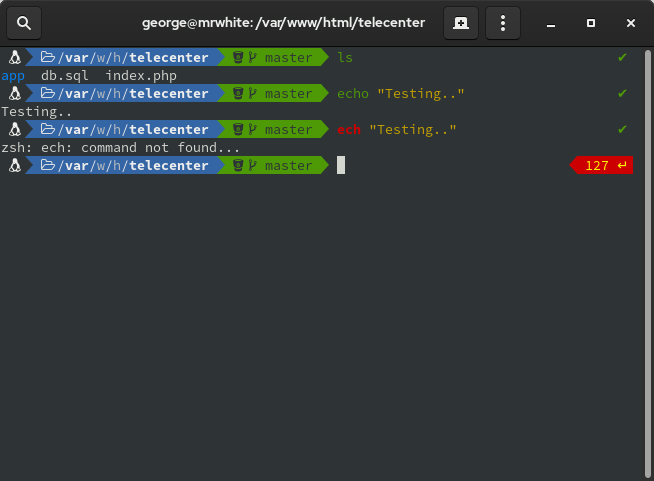 george@mrwhite:/var/www/html/telecenter
/var/w/h/telecenter master ls ✔
app db.sql index.php
/var/w/h/telecenter master echo "Testing.." ✔
Testing..
/var/w/h/telecenter master ech "Testing.." ✔
zsh: ech: command not found...
/var/w/h/telecenter master 127 ↵